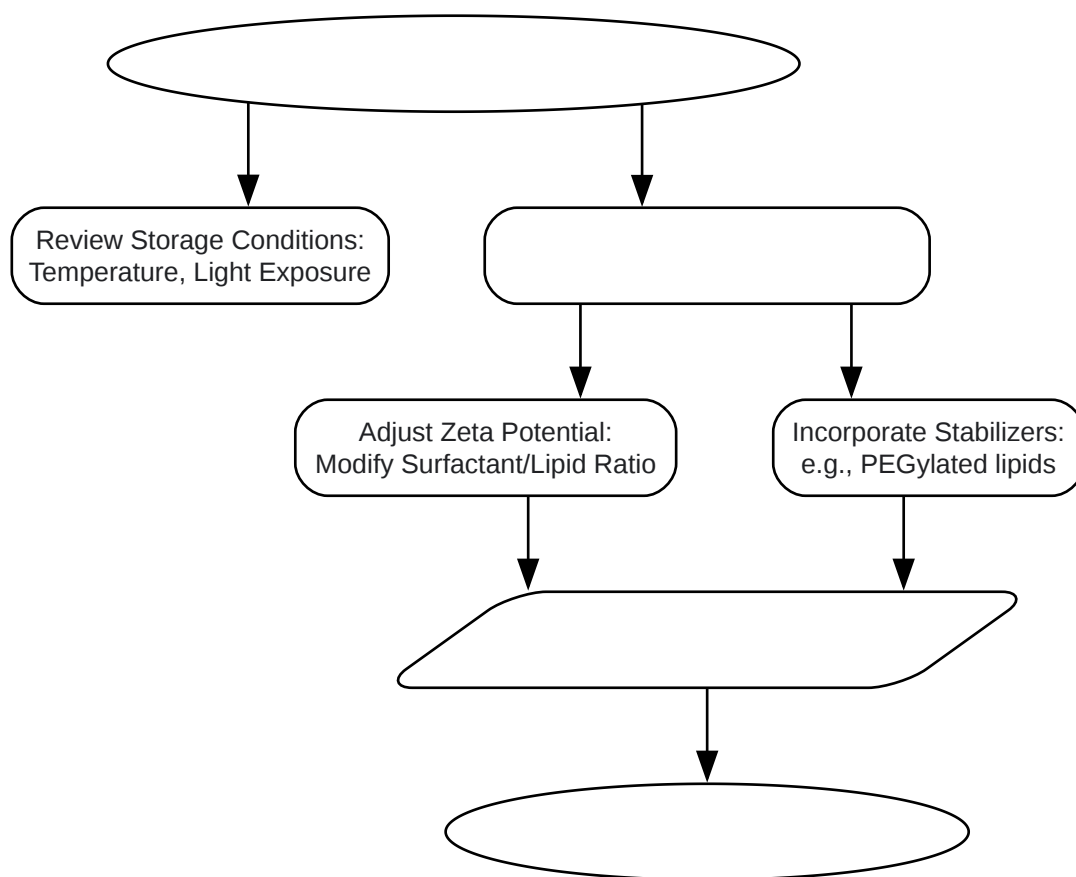 Review Storage Conditions:
Temperature, Light Exposure
Adjust Zeta Potential:
Modify Surfactant/Lipid Ratio
Incorporate Stabilizers:
e.g., PEGylated lipids